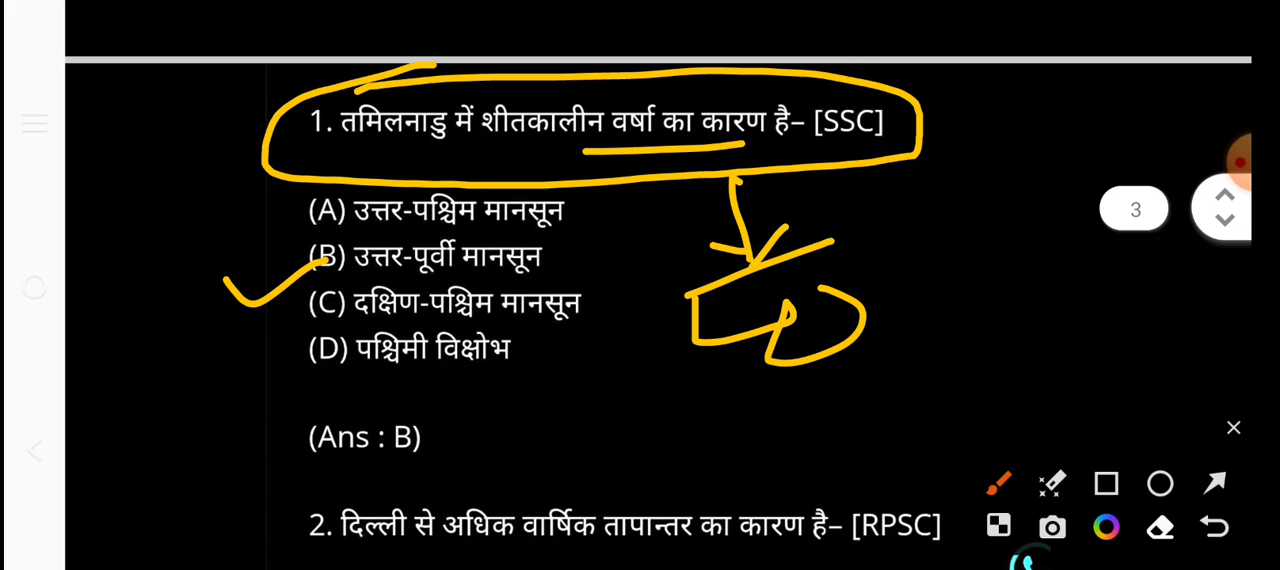 1. तमिलनाडु में शीतकालीन वर्षा का कारण है– [SSC]
(A) उत्तर-पश्चिम मानसून
3
(B) उत्तर-पूर्वी मानसून
(C) दक्षिण-पश्चिम मानसून
(D) पश्चिमी विक्षोभ
(Ans : B)
2. दिल्ली से अधिक वार्षिक तापान्तर का कारण है– [RPSC]